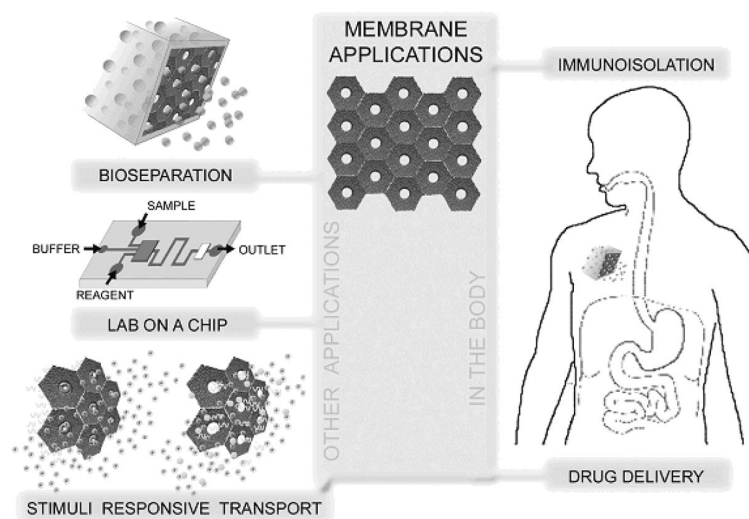 MEMBRANE
APPLICATIONS
IMMUNOISOLATION
BIOSEPARATION
SAMPLE
BUFFER
OUTLET
REAGENT
LAB ON A CHIP
OTHER APPLICATIONS
IN THE BODY
STIMULI RESPONSIVE TRANSPORT
DRUG DELIVERY